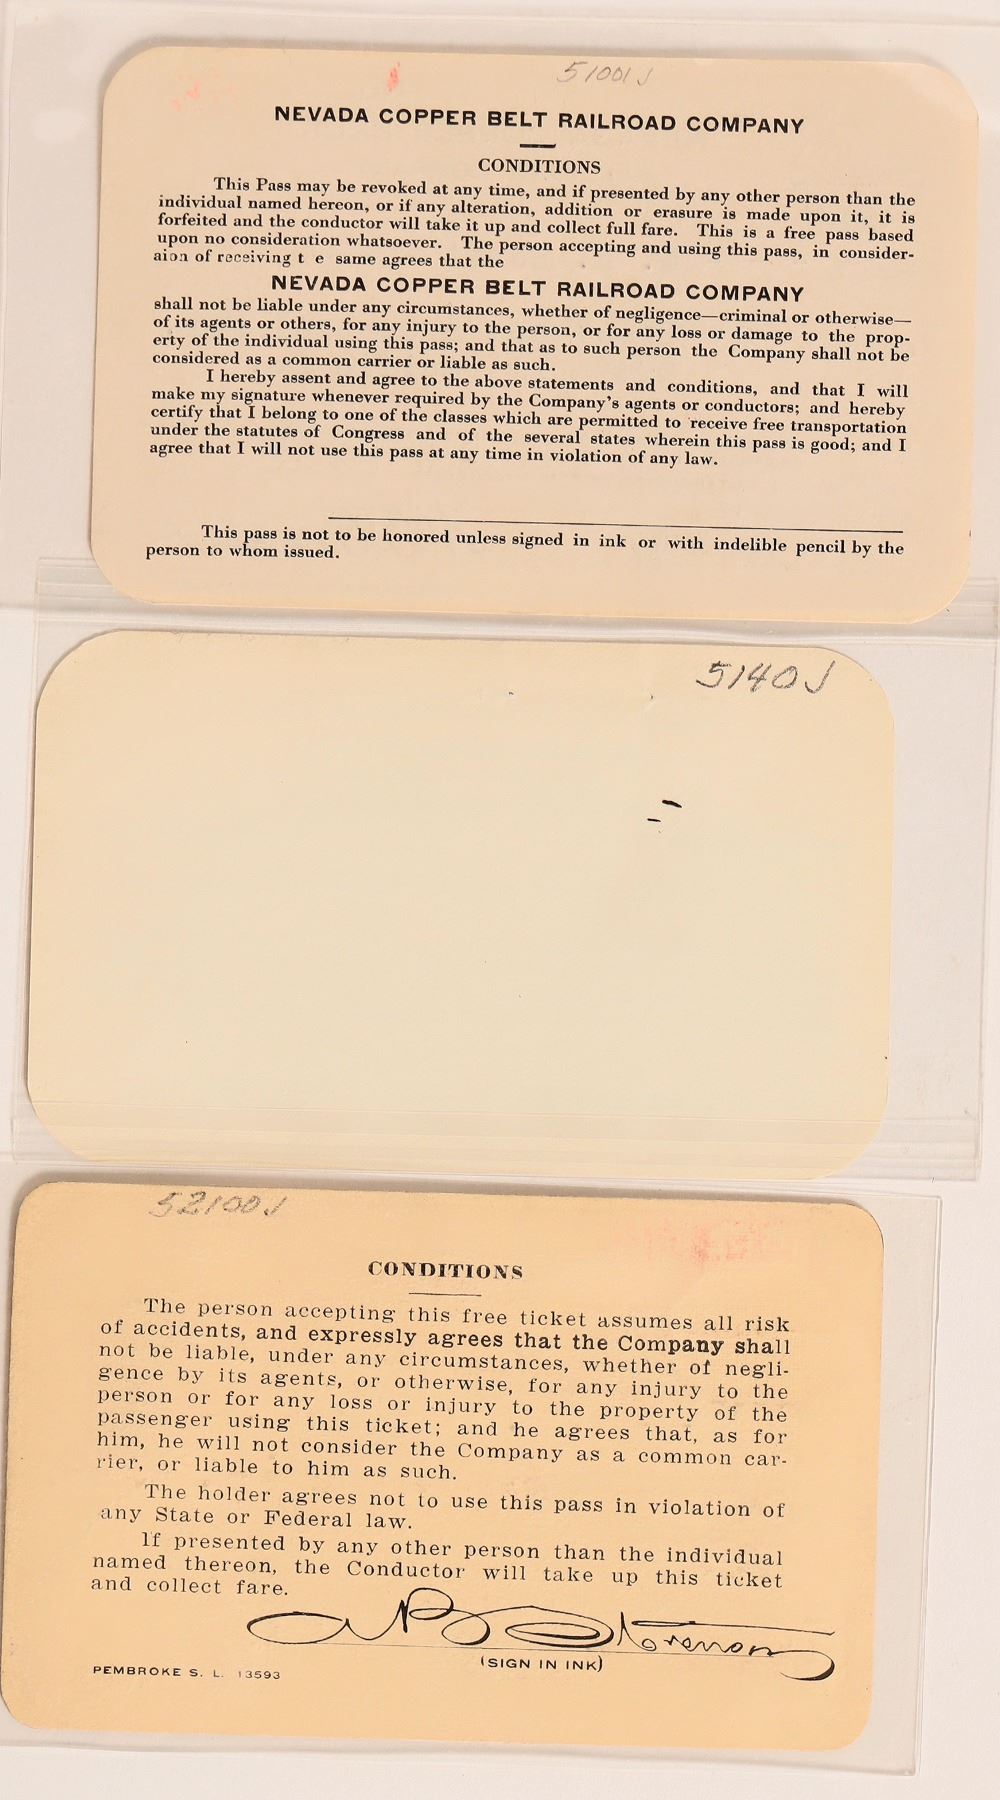 51001J
NEVADA COPPER BELT RAILROAD COMPANY
CONDITIONS
This Pass may be revoked at any time, and if presented by any other person than the
individual named hereon, or if any alteration, addition or erasure is made upon it, it is
forfeited and the conductor will take it up and collect full fare. This is a free pass based
upon no consideration whatsoever. The person accepting and using this pass, in consider-
aion of receiving t e same agrees that the
NEVADA COPPER BELT RAILROAD COMPANY
shall not be liable under any circumstances, whether of negligence—criminal or otherwise—
of its agents or others, for any injury to the person, or for any loss or damage to the prop-
erty of the individual using this pass; and that as to such person the Company shall not be
considered as a common carrier or liable as such.
I hereby assent and agree to the above statements and conditions, and that I will
make my signature whenever required by the Company's agents or conductors; and hereby
certify that I belong to one of the classes which are permitted to receive free transportation
under the statutes of Congress and of the several states wherein this pass is good; and I
agree that I will not use this pass at any time in violation of any law.
This pass is not to be honored unless signed in ink or with indelible pencil by the
person to whom issued.
5140J
52100J
CONDITIONS
The person accepting this free ticket assumes all risk
of accidents, and expressly agrees that the Company shall
not be liable, under any circumstances, whether of negli-
gence by its agents, or otherwise, for any injury to the
person or for any loss or injury to the property of the
passenger using this ticket; and he agrees that, as for
him, he will not consider the Company as a common car-
rier, or liable to him as such.
The holder agrees not to use this pass in violation of
any State or Federal law.
If presented by any other person than the individual
named thereon, the Conductor will take up this ticket
and collect fare.
(SIGN IN INK)
PEMBROKE S. L. 13593